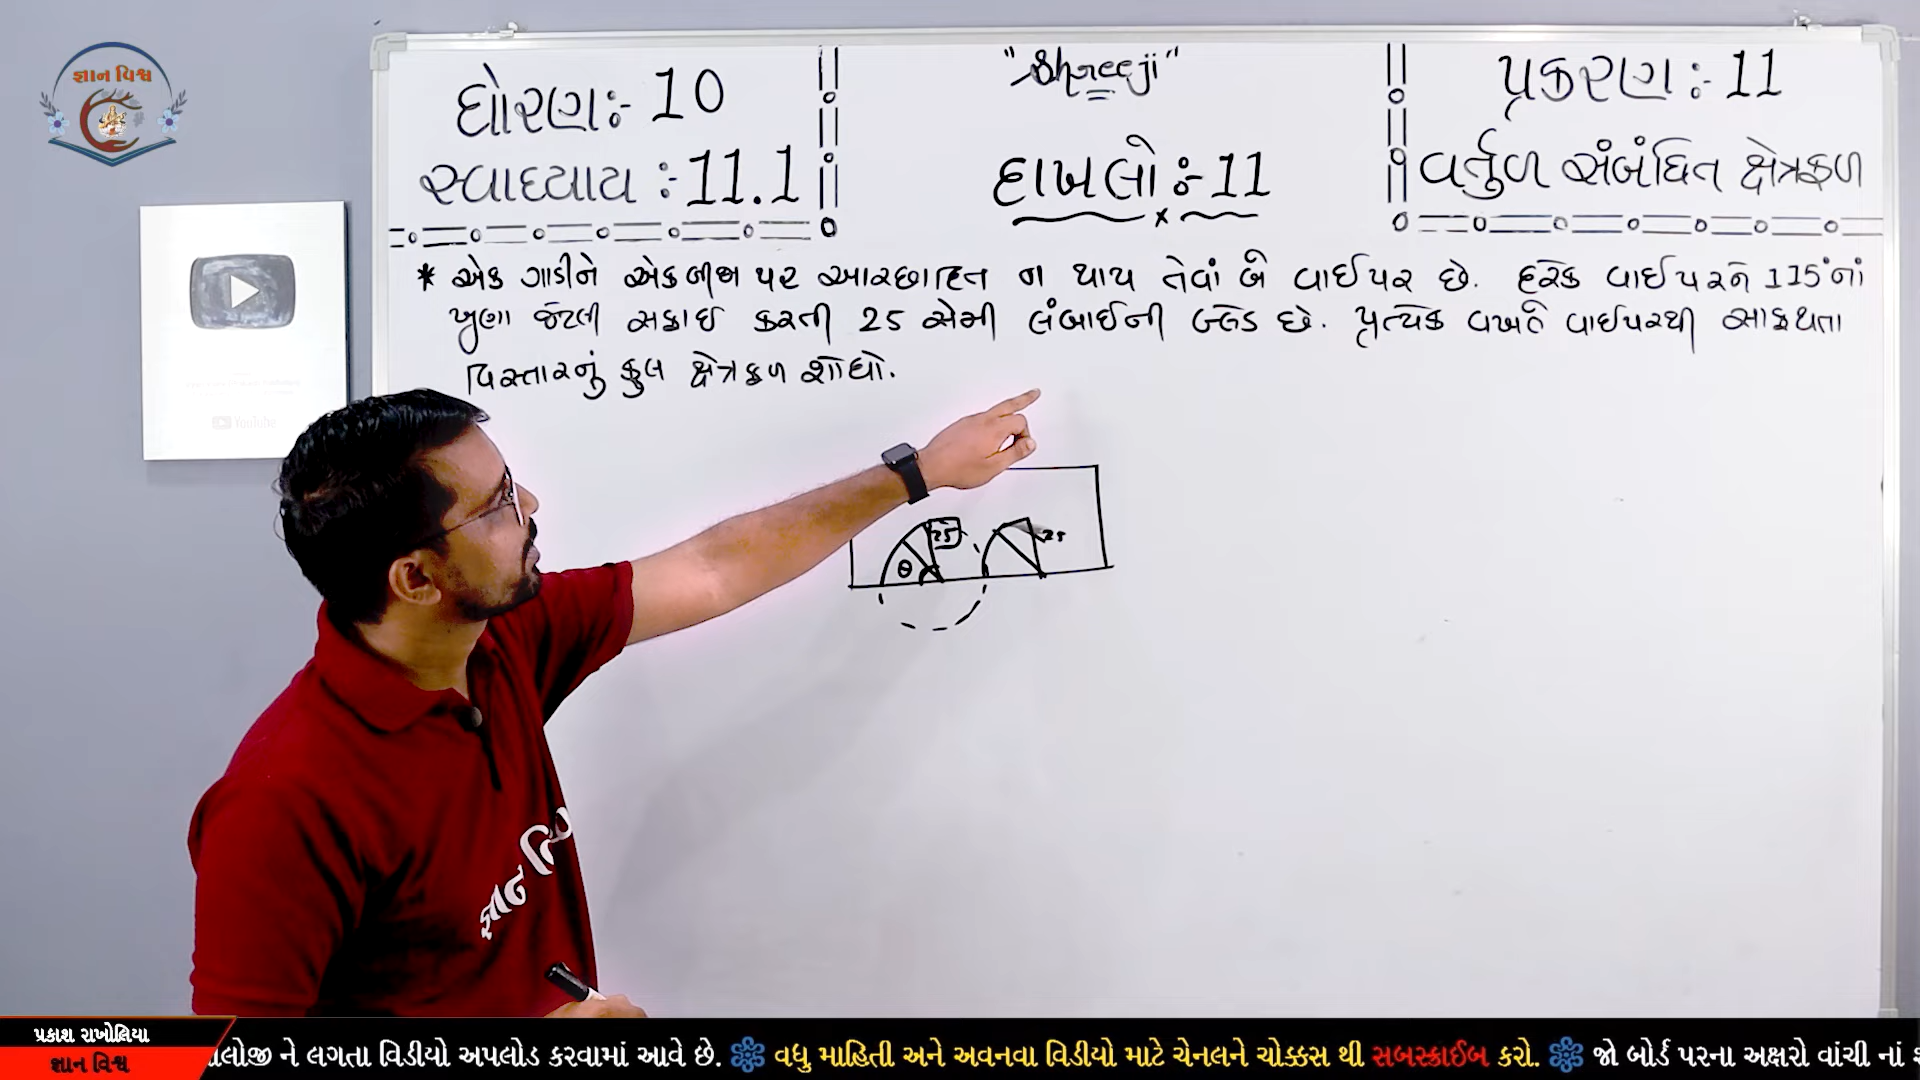 જ્ઞાન વિશ્વ
ધોરણ:- 10
સ્વાધ્યાય :- 11.1
"Shreeji"
દાખલો :- 11
પ્રકરણ :- 11
વર્તુળ સંબંધિત ક્ષેત્રફળ
* એક ગાડીને એકબીજા પર આચ્છાદિત ન થાય તેવાં બે વાઈપર છે. દરેક વાઈપરને 115°નાં
ખુણા જેટલી સફાઈ કરતી 25 સેમી લંબાઈની બ્લેડ છે. પ્રત્યેક વખતે વાઈપરથી સાફ થતા
વિસ્તારનું કુલ ક્ષેત્રફળ શોધો.
YouTube
25
25
θ
જ્ઞાન
પ્રકાશ રાખોલિયા
જ્ઞાન વિશ્વ
લોજી ને લગતા વિડીયો અપલોડ કરવામાં આવે છે. વધુ માહિતી અને અવનવા વિડીયો માટે ચેનલને ચોક્કસ થી સબસ્ક્રાઈબ કરો. જો બોર્ડ પરના અક્ષરો વાંચી નાં